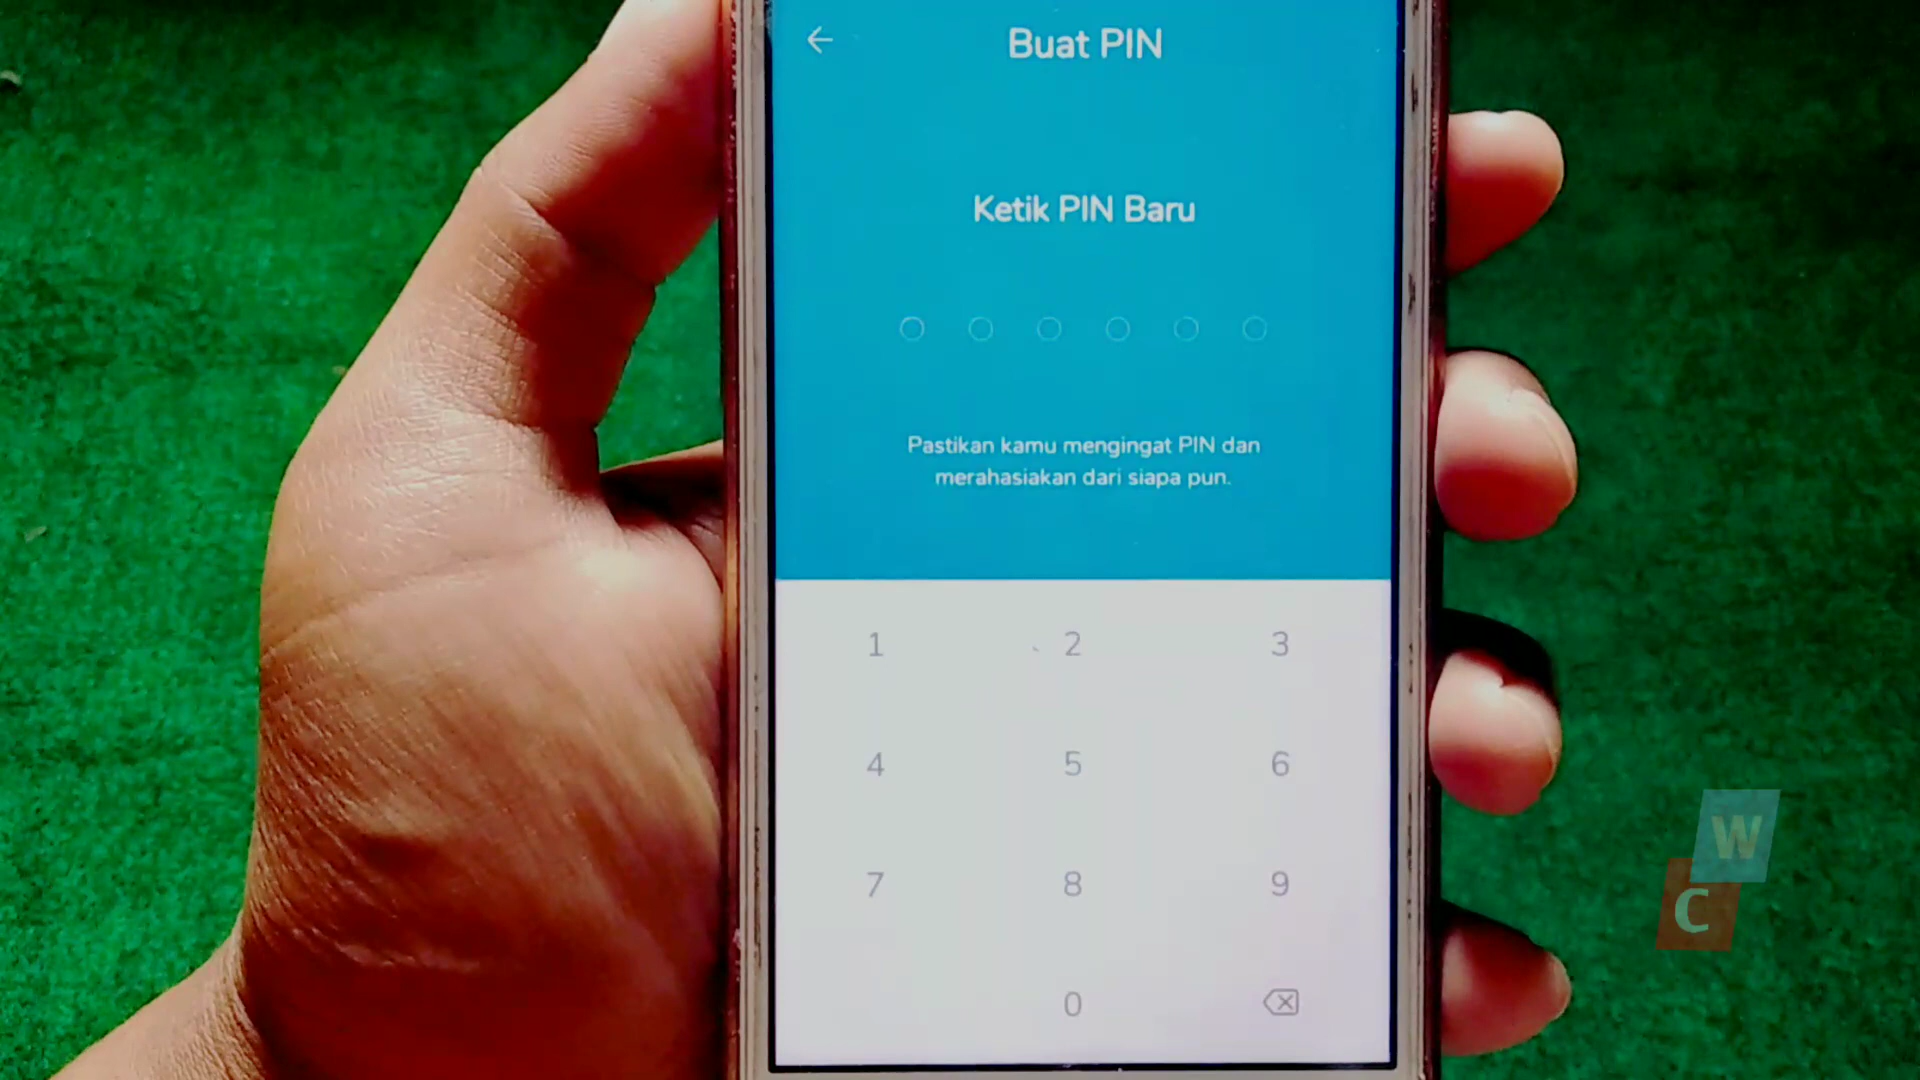 Buat PIN
Ketik PIN Baru
Pastikan kamu mengingat PIN dan
merahasiakan dari siapa pun.
1 2 3
4 5 6
7 8 9
0
W
C